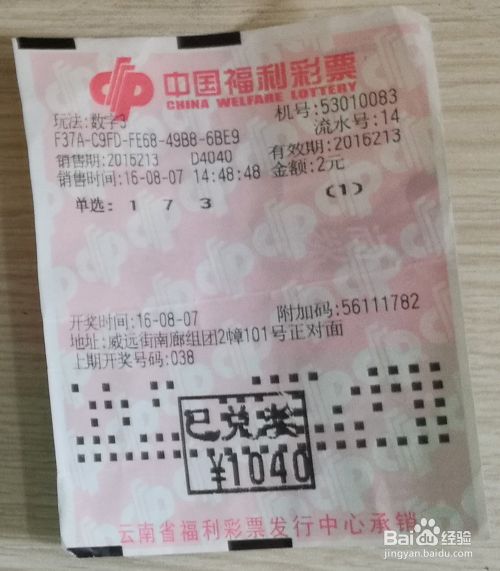 中国福利彩票
CHINA WELFARE LOTTERY
玩法:数字3 机号:53010083
F37A-C9FD-FE68-49B8-6BE9 流水号:14
销售期:2016213 D4040 有效期:2016213
销售时间:16-08-07 14:48:48 金额:2元
单选: 1 7 3 (1)
开奖时间:16-08-07 附加码:56111782
地址:威远街南廊组团2幢101号正对面
上期开奖号码:038
已兑奖
¥1040
云南省福利彩票发行中心承销
Baidu经验
jingyan.baidu.com